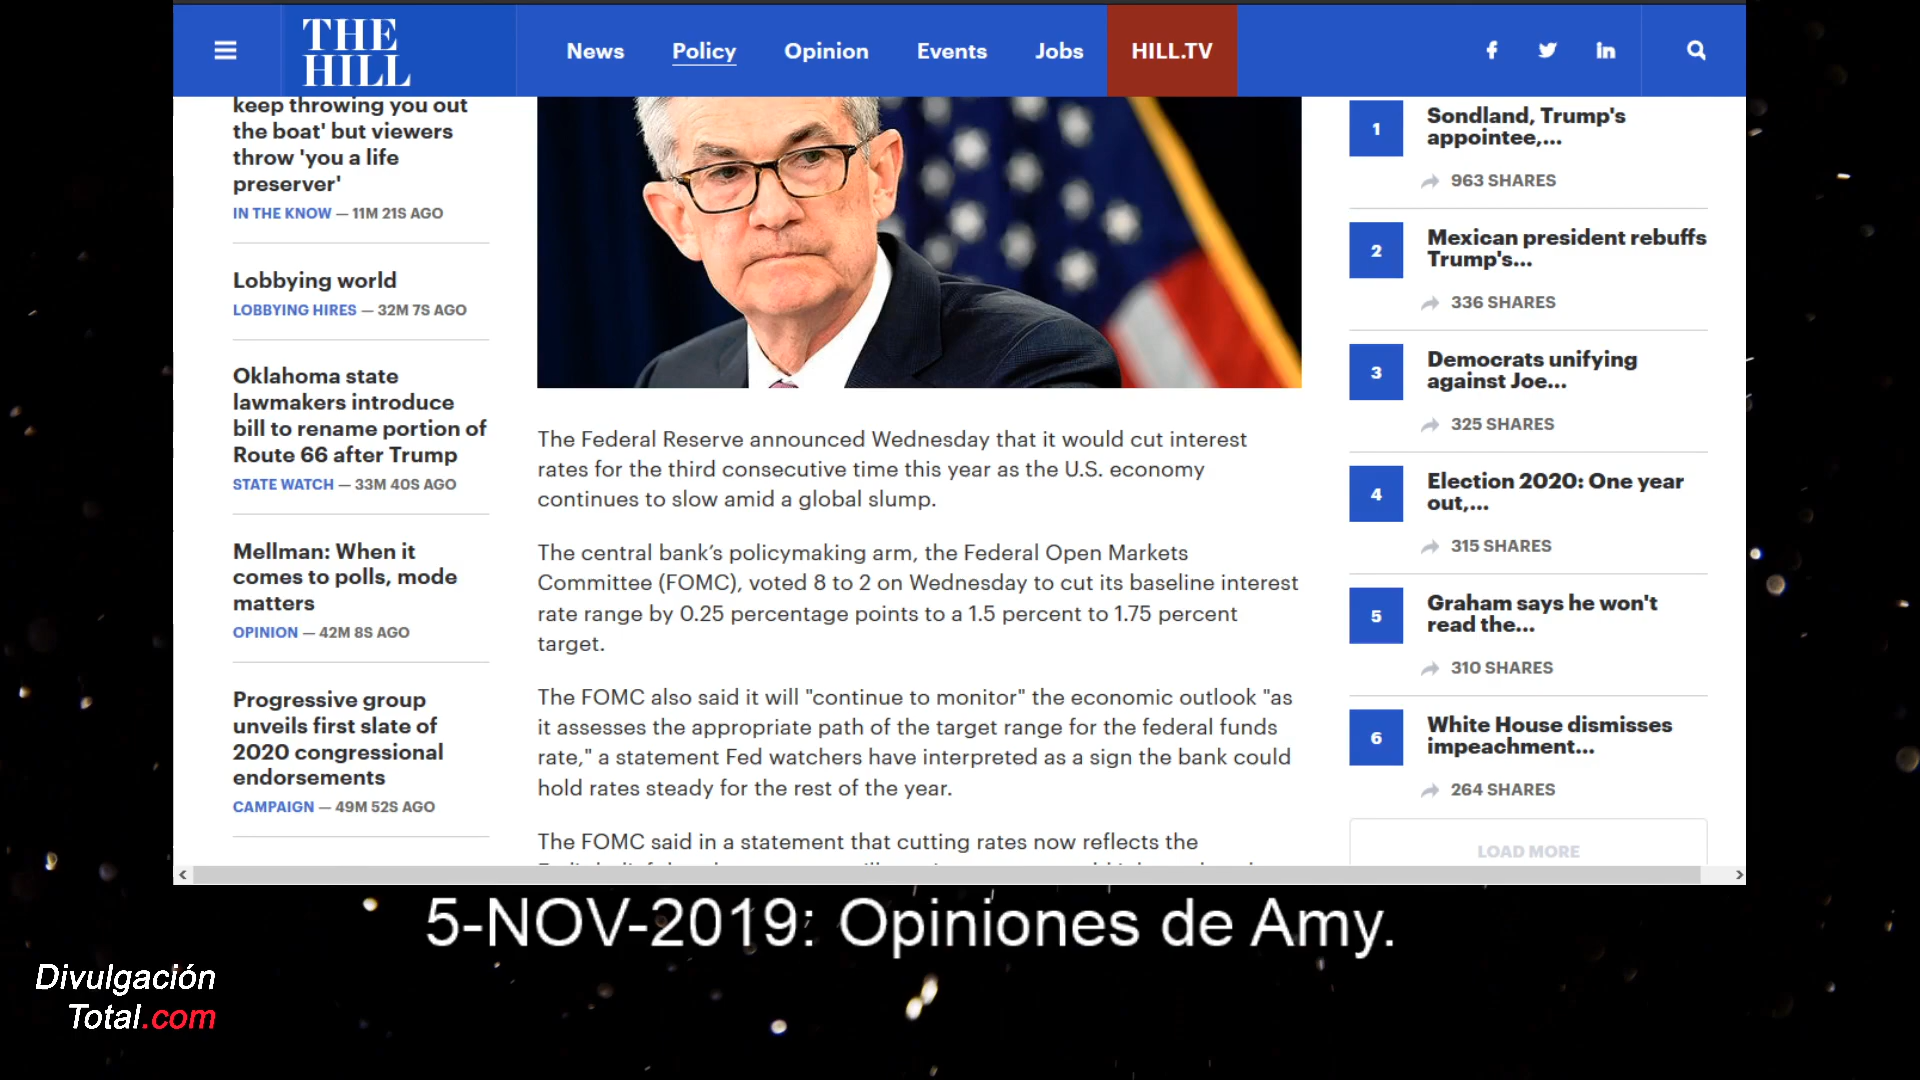 THE
HILL
News
Policy
Opinion
Events
Jobs
HILL.TV
keep throwing you out
the boat' but viewers
throw 'you a life
preserver'
IN THE KNOW — 11M 21S AGO
Lobbying world
LOBBYING HIRES — 32M 7S AGO
Oklahoma state
lawmakers introduce
bill to rename portion of
Route 66 after Trump
STATE WATCH — 33M 40S AGO
Mellman: When it
comes to polls, mode
matters
OPINION — 42M 8S AGO
Progressive group
unveils first slate of
2020 congressional
endorsements
CAMPAIGN — 49M 52S AGO
The Federal Reserve announced Wednesday that it would cut interest
rates for the third consecutive time this year as the U.S. economy
continues to slow amid a global slump.
The central bank’s policymaking arm, the Federal Open Markets
Committee (FOMC), voted 8 to 2 on Wednesday to cut its baseline interest
rate range by 0.25 percentage points to a 1.5 percent to 1.75 percent
target.
The FOMC also said it will "continue to monitor" the economic outlook "as
it assesses the appropriate path of the target range for the federal funds
rate," a statement Fed watchers have interpreted as a sign the bank could
hold rates steady for the rest of the year.
The FOMC said in a statement that cutting rates now reflects the
1
Sondland, Trump's
appointee,...
963 SHARES
2
Mexican president rebuffs
Trump's...
336 SHARES
3
Democrats unifying
against Joe...
325 SHARES
4
Election 2020: One year
out,...
315 SHARES
5
Graham says he won't
read the...
310 SHARES
6
White House dismisses
impeachment...
264 SHARES
LOAD MORE
5-NOV-2019: Opiniones de Amy.
Divulgación
Total.com